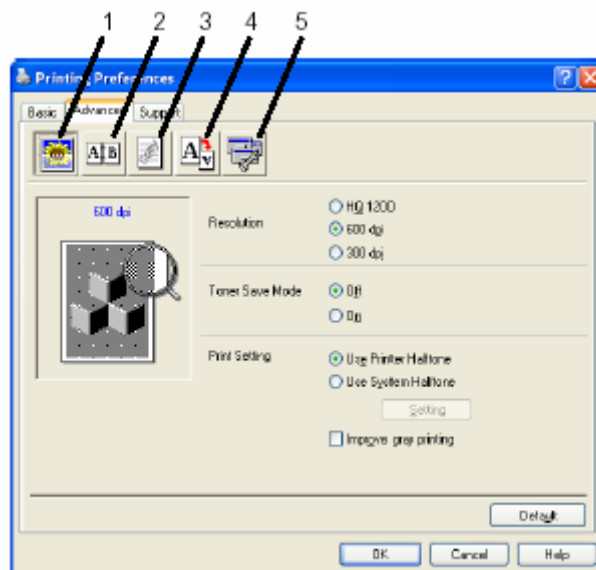 1 2 3 4 5
Printing Preferences
Basic Advanced Support
A B A
600 dpi
Resolution
HQ 1200
600 dpi
300 dpi
Toner Save Mode
Off
On
Print Setting
Use Printer Halftone
Use System Halftone
Setting
Improve gray printing
Default
OK Cancel Help